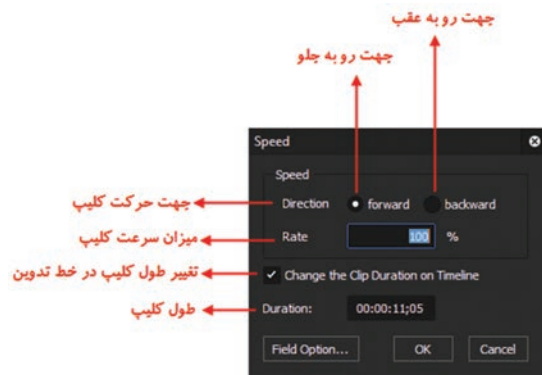 جهت رو به عقب
جهت رو به جلو
Speed
Speed
جهت حرکت کلیپ
Direction forward backward
میزان سرعت کلیپ
Rate 100 %
تغییر طول کلیپ در خط تدوین
Change the Clip Duration on Timeline
طول کلیپ
Duration: 00:00:11;05
Field Option... OK Cancel